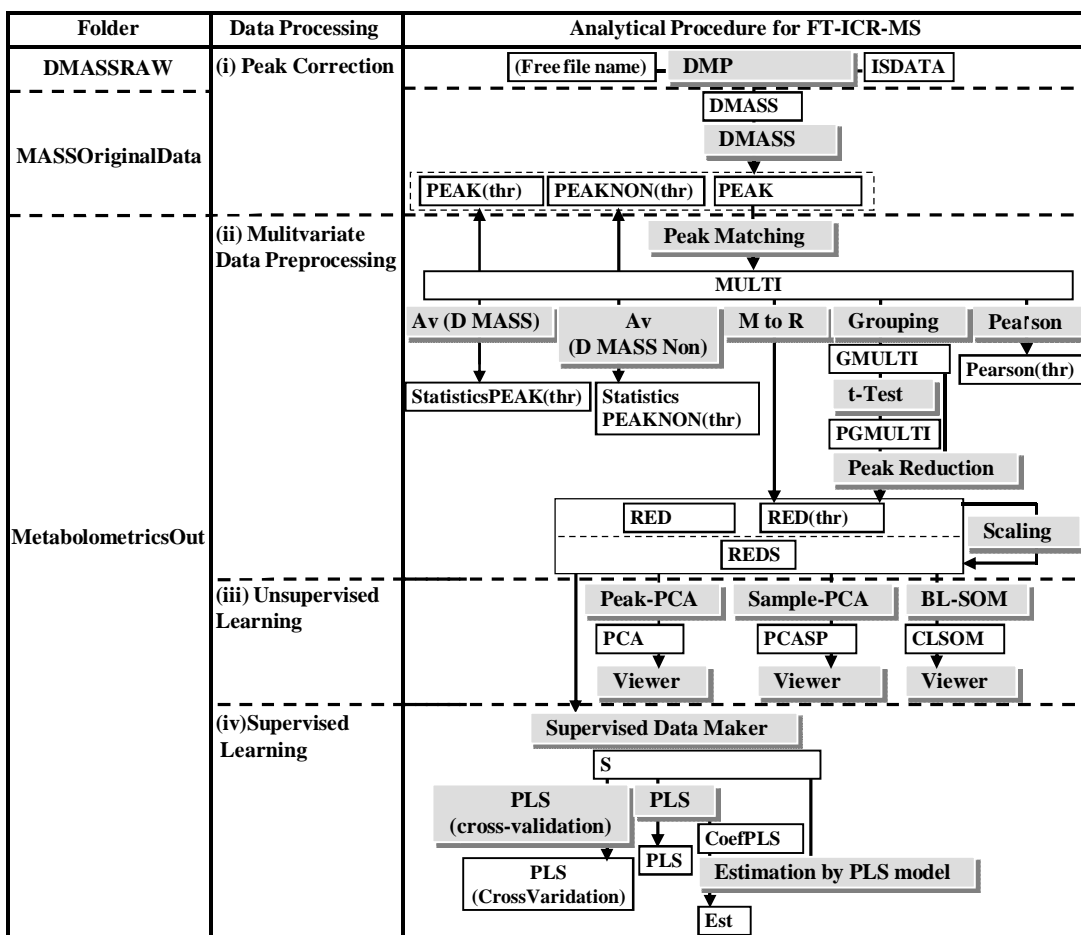 Folder
Data Processing
Analytical Procedure for FT-ICR-MS
DMASSRAW
(i) Peak Correction
(Free file name)
DMP
ISDATA
DMASS
MASSOriginalData
DMASS
PEAK(thr)
PEAKNON(thr)
PEAK
(ii) Mulitvariate
Data Preprocessing
Peak Matching
MULTI
Av (D MASS)
Av
(D MASS Non)
M to R
Grouping
Pearson
GMULTI
Pearson(thr)
StatisticsPEAK(thr)
Statistics
PEAKNON(thr)
t-Test
PGMULTI
Peak Reduction
MetabolometricsOut
RED
RED(thr)
REDS
Scaling
(iii) Unsupervised
Learning
Peak-PCA
Sample-PCA
BL-SOM
PCA
PCASP
CLSOM
Viewer
Viewer
Viewer
(iv)Supervised
Learning
Supervised Data Maker
S
PLS
(cross-validation)
PLS
CoefPLS
PLS
(CrossVaridation)
PLS
Estimation by PLS model
Est